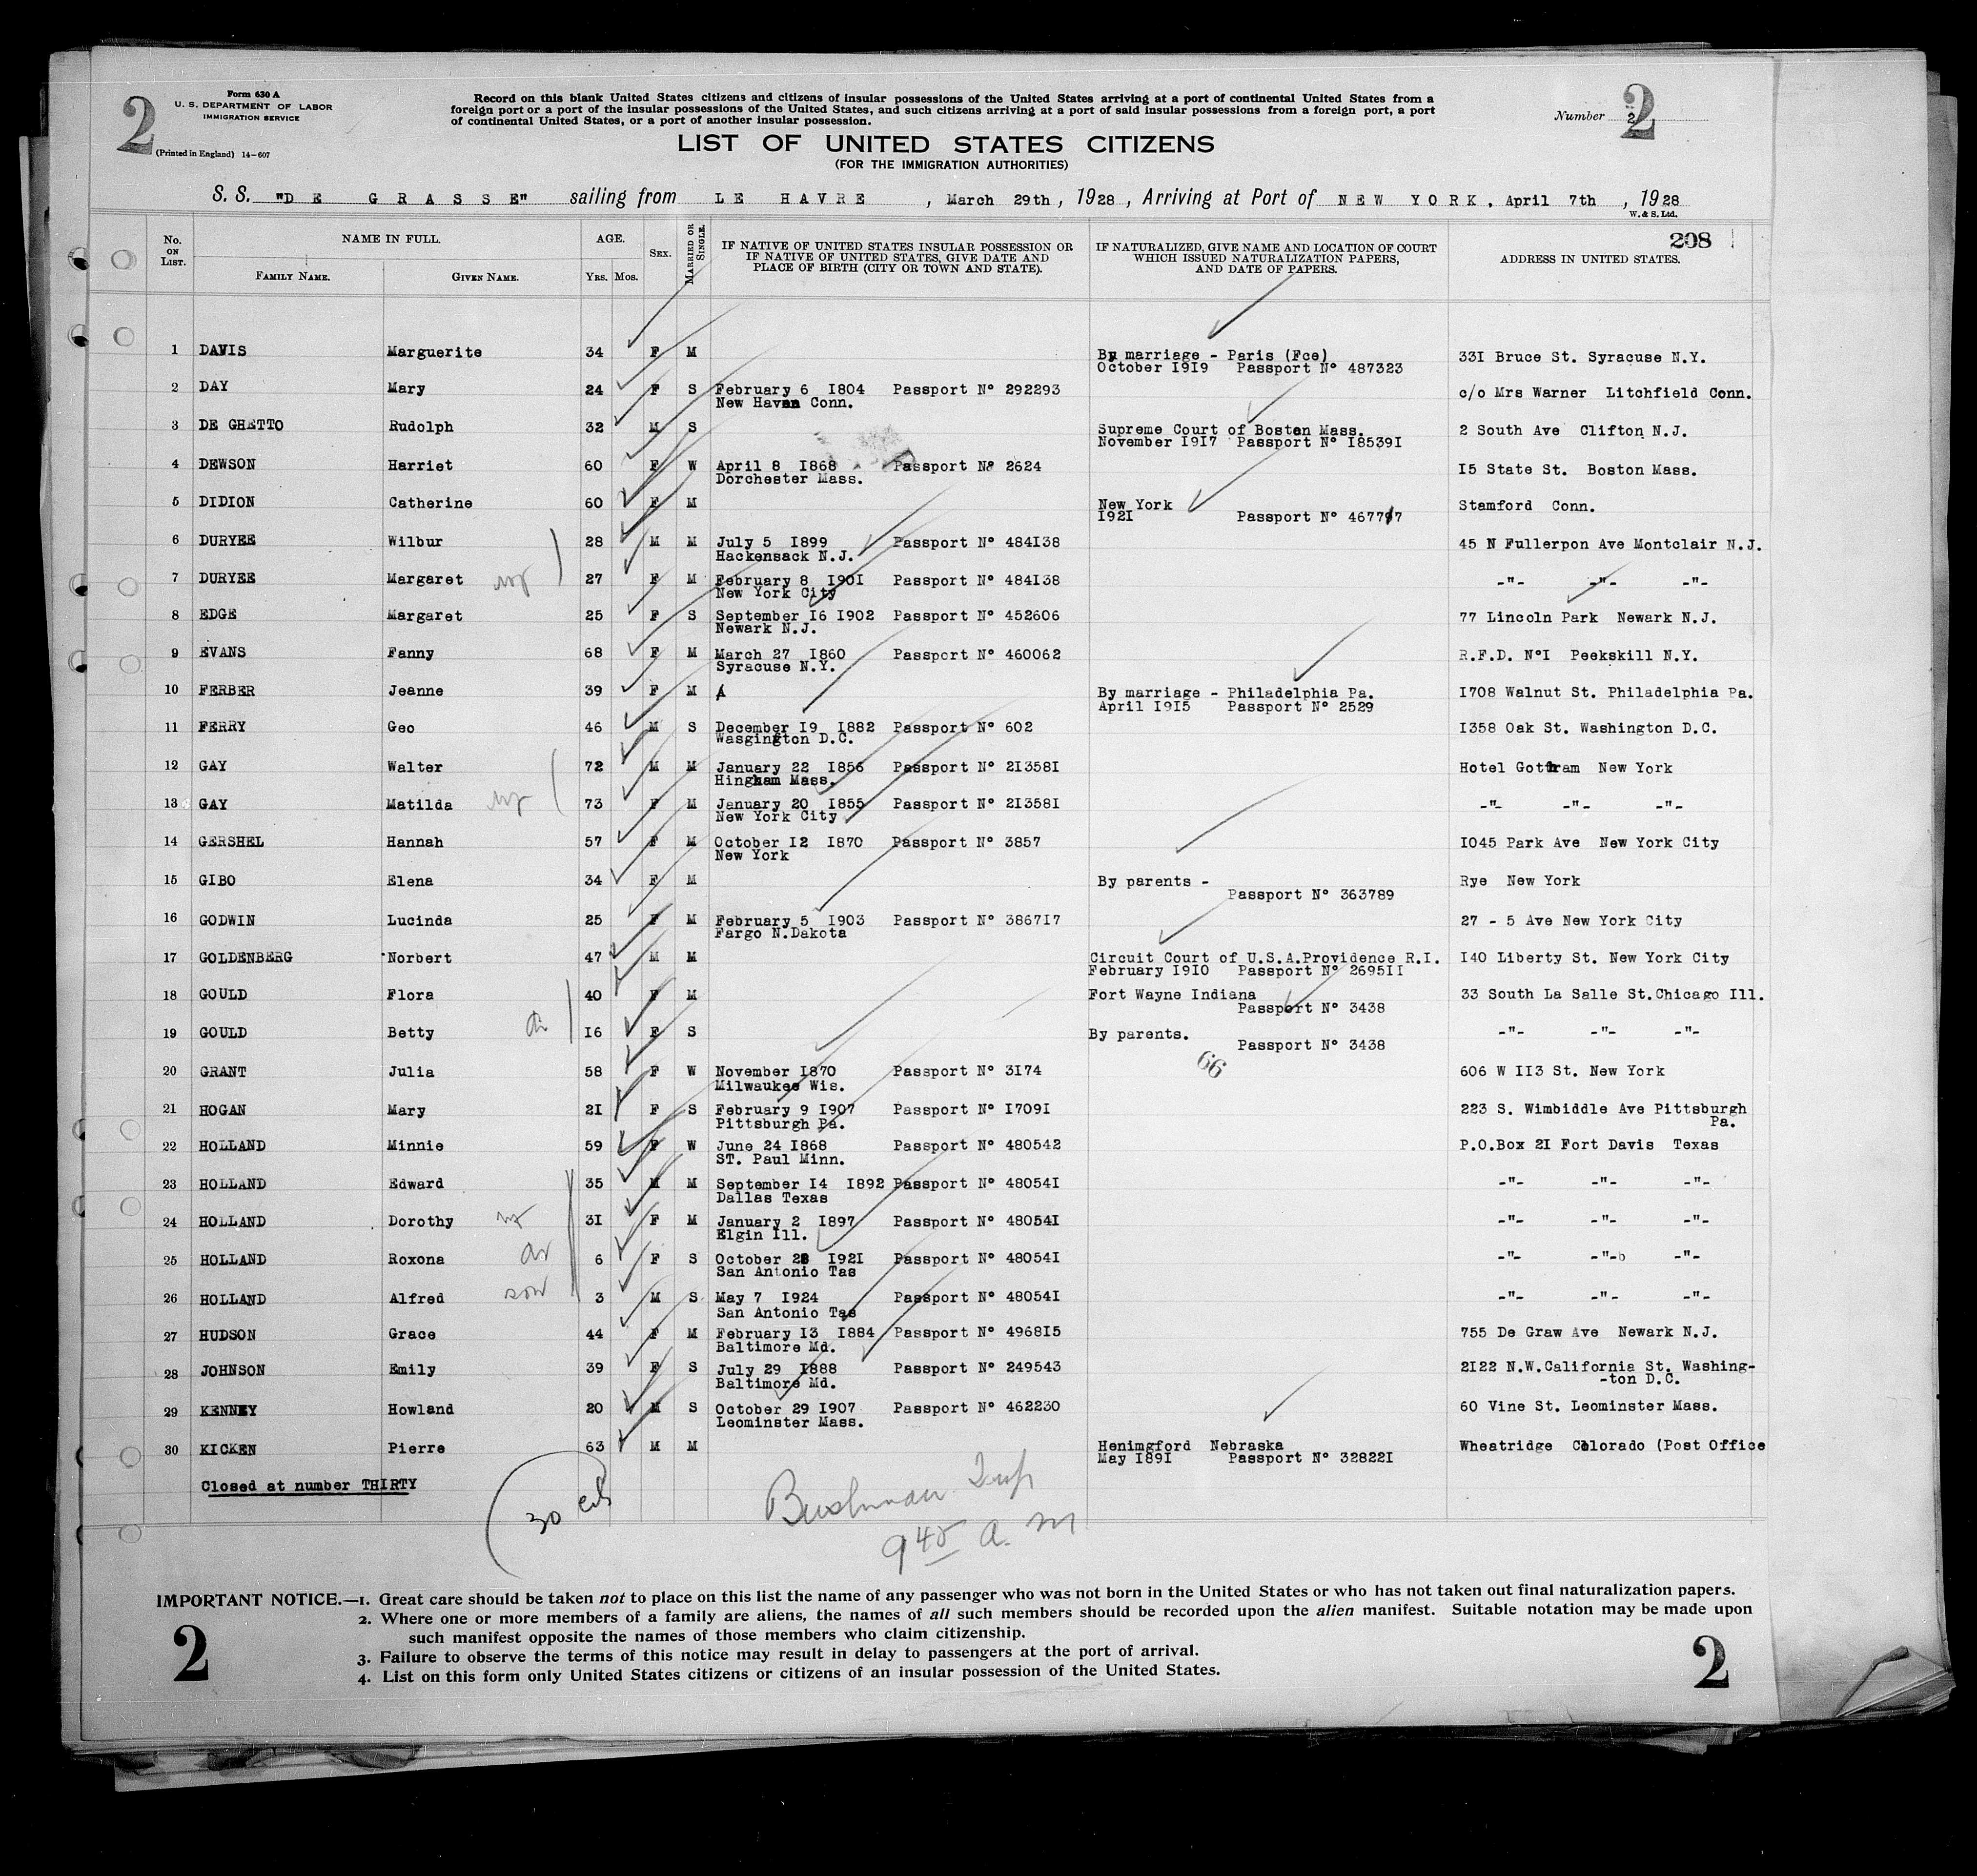 2
Form 630 A
U. S. DEPARTMENT OF LABOR
IMMIGRATION SERVICE
(Printed in England) 14-607
Record on this blank United States citizens and citizens of insular possessions of the United States arriving at a port of continental United States from a
foreign port or a port of the insular possessions of the United States, and such citizens arriving at a port of said insular possessions from a foreign port, a port
of continental United States, or a port of another insular possession.
Number 2
2
LIST OF UNITED STATES CITIZENS
(FOR THE IMMIGRATION AUTHORITIES)
S. S. "DE GRASSE" sailing from LE HAVRE, March 29th, 1928, Arriving at Port of NEW YORK. April 7th, 1928
W. & S. Ltd.
208
No. ON LIST. NAME IN FULL. FAMILY NAME. GIVEN NAME. AGE. YRS. MOS. SEX. MARRIED OR SINGLE. IF NATIVE OF UNITED STATES INSULAR POSSESSION OR IF NATIVE OF UNITED STATES, GIVE DATE AND PLACE OF BIRTH (CITY OR TOWN AND STATE). IF NATURALIZED, GIVE NAME AND LOCATION OF COURT WHICH ISSUED NATURALIZATION PAPERS, AND DATE OF PAPERS. ADDRESS IN UNITED STATES.
1 DAVIS Marguerite 34 F M By marriage - Paris (Fce) 331 Bruce St. Syracuse N.Y.
October 1919 Passport N° 487323
2 DAY Mary 24 F S February 6 1804 Passport N° 292293 c/o Mrs Warner Litchfield Conn.
New Haven Conn.
3 DE GHETTO Rudolph 32 M S Supreme Court of Boston Mass. 2 South Ave Clifton N.J.
November 1917 Passport N° 185391
4 DEWSON Harriet 60 F W April 8 1868 Passport N° 2624 15 State St. Boston Mass.
Dorchester Mass.
5 DIDION Catherine 60 F M New York Stamford Conn.
1921 Passport N° 467797
6 DURYEE Wilbur 28 M M July 5 1899 Passport N° 484138 45 N Fullerpon Ave Montclair N.J.
Hackensack N.J.
7 DURYEE Margaret wf 27 F M February 8 1901 Passport N° 484138 -"- -"- -"-
New York City
8 EDGE Margaret 25 F S September 16 1902 Passport N° 452606 77 Lincoln Park Newark N.J.
Newark N.J.
9 EVANS Fanny 68 F M March 27 1860 Passport N° 460062 R.F.D. N°1 Peekskill N.Y.
Syracuse N.Y.
10 FERBER Jeanne 39 F M By marriage - Philadelphia Pa. 1708 Walnut St. Philadelphia Pa.
April 1915 Passport N° 2529
11 FERRY Geo 46 M S December 19 1882 Passport N° 602 1358 Oak St. Washington D.C.
Wasgington D.C.
12 GAY Walter 72 M M January 22 1856 Passport N° 213581 Hotel Gotham New York
Hingham Mass.
13 GAY Matilda wf 73 F M January 20 1855 Passport N° 213581 -"- -"- -"-
New York City
14 GERSHEL Hannah 57 F M October 12 1870 Passport N° 3857 1045 Park Ave New York City
New York
15 GIBO Elena 34 F M By parents - Rye New York
Passport N° 363789
16 GODWIN Lucinda 25 F M February 5 1903 Passport N° 386717 27 - 5 Ave New York City
Fargo N.Dakota
17 GOLDENBERG Norbert 47 M M Circuit Court of U.S.A.Providence R.I. 140 Liberty St. New York City
February 1910 Passport N° 269511
18 GOULD Flora 40 F M Fort Wayne Indiana 33 South La Salle St.Chicago Ill.
Passport N° 3438
19 GOULD Betty dr 16 F S By parents. -"- -"- -"-
Passport N° 3438
66
20 GRANT Julia 58 F W November 1870 Passport N° 3174 606 W 113 St. New York
Milwaukee Wis.
21 HOGAN Mary 21 F S February 9 1907 Passport N° 17091 223 S. Wimbiddle Ave Pittsburgh
Pittsburgh Pa. Pa.
22 HOLLAND Minnie 59 F W June 24 1868 Passport N° 480542 P.O.Box 21 Fort Davis Texas
ST. Paul Minn.
23 HOLLAND Edward 35 M M September 14 1892 Passport N° 480541 -"- -"- -"-
Dallas Texas
24 HOLLAND Dorothy wf 31 F M January 2 1897 Passport N° 480541 -"- -"- -"-
Elgin Ill.
25 HOLLAND Roxona dr 6 F S October 28 1921 Passport N° 480541 -"- -"-b -"-
San Antonio Tas
26 HOLLAND Alfred son 3 M S May 7 1924 Passport N° 480541 -"- -"- -"-
San Antonio Tas
27 HUDSON Grace 44 F M February 13 1884 Passport N° 496815 755 De Graw Ave Newark N.J.
Baltimore Md.
28 JOHNSON Emily 39 F S July 29 1888 Passport N° 249543 2122 N.W.California St. Washing-
Baltimore Md. -ton D.C.
29 KENNEY Howland 20 M S October 29 1907 Passport N° 462230 60 Vine St. Leominster Mass.
Leominster Mass.
30 KICKEN Pierre 63 M M Henimgford Nebraska Wheatridge Colorado (Post Office
May 1891 Passport N° 328221
Closed at number THIRTY
30 cits
Bushman Insp
9 45 a. m
IMPORTANT NOTICE.—1. Great care should be taken not to place on this list the name of any passenger who was not born in the United States or who has not taken out final naturalization papers.
2. Where one or more members of a family are aliens, the names of all such members should be recorded upon the alien manifest. Suitable notation may be made upon
such manifest opposite the names of those members who claim citizenship.
3. Failure to observe the terms of this notice may result in delay to passengers at the port of arrival.
4. List on this form only United States citizens or citizens of an insular possession of the United States.
2
2